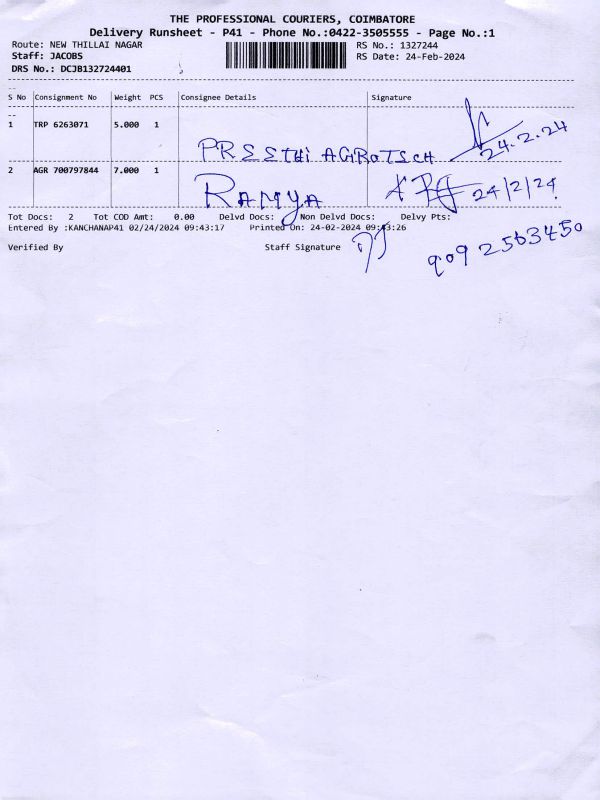 THE PROFESSIONAL COURIERS, COIMBATORE
Delivery Runsheet - P41 - Phone No.:0422-3505555 - Page No.:1
Route: NEW THILLAI NAGAR RS No.: 1327244
Staff: JACOBS RS Date: 24-Feb-2024
DRS No.: DCJB132724401
S No Consignment No Weight PCS Consignee Details Signature
1 TRP 6263071 5.000 1
PREETHI AGROTECH 24.2.24
2 AGR 700797844 7.000 1
RAMYA 24/2/24
Tot Docs: 2 Tot COD Amt: 0.00 Delvd Docs: Non Delvd Docs: Delvy Pts:
Entered By :KANCHANAP41 02/24/2024 09:43:17 Printed On: 24-02-2024 09:43:26
Verified By Staff Signature
909 2563450